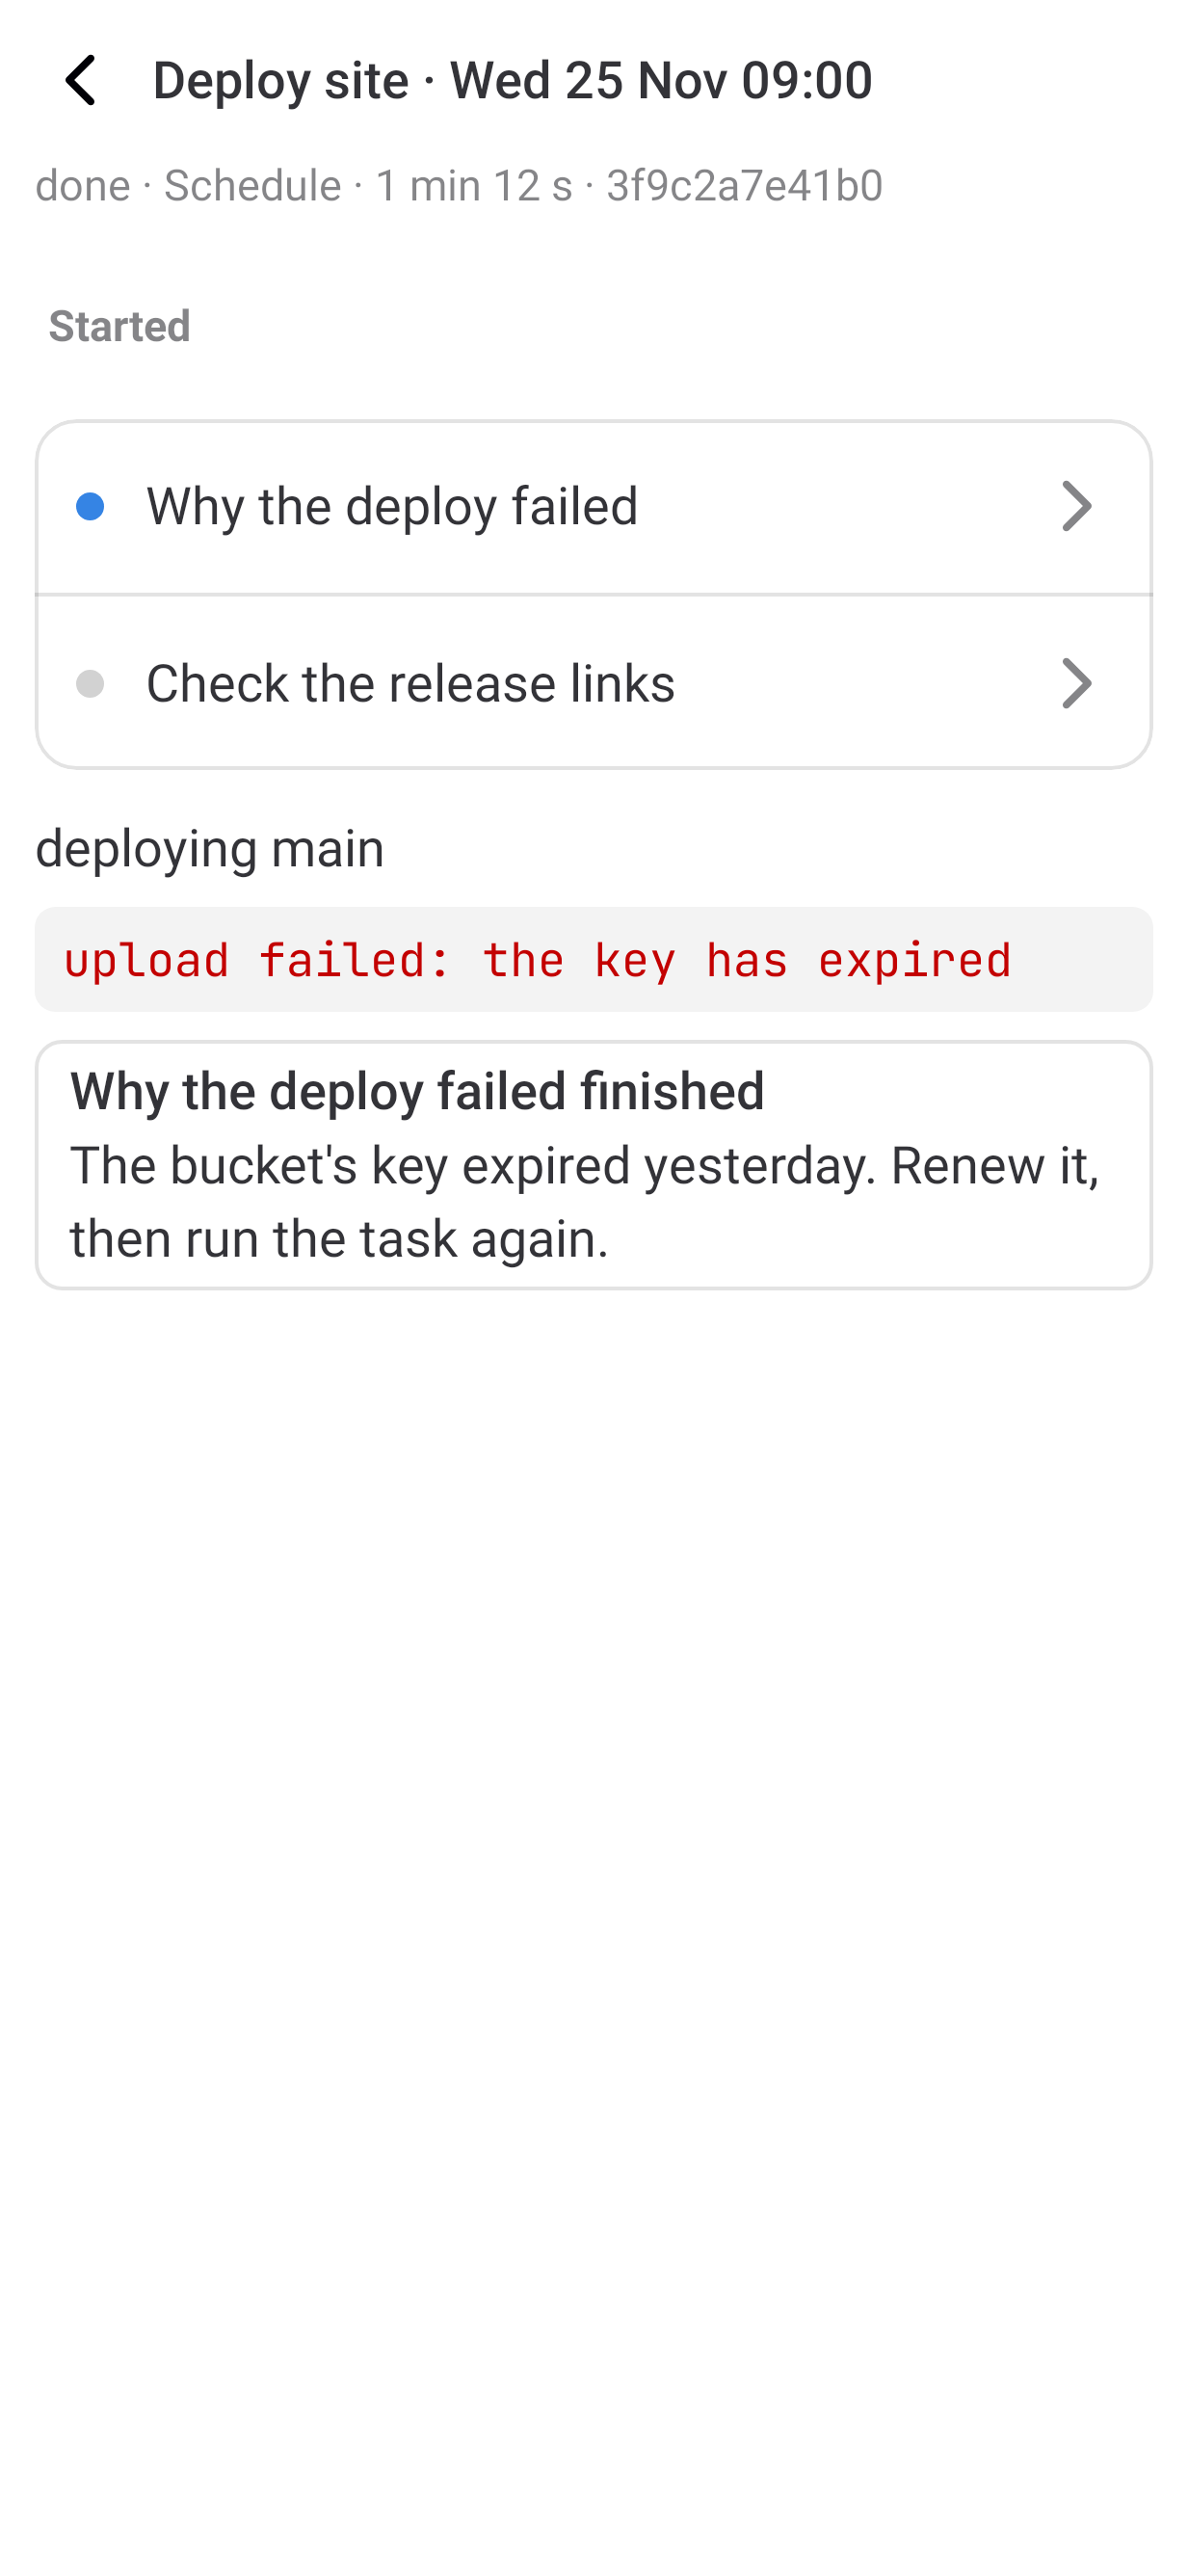 Deploy site · Wed 25 Nov 09:00
done · Schedule · 1 min 12 s · 3f9c2a7e41b0
Started
Why the deploy failed
Check the release links
deploying main
upload failed: the key has expired
Why the deploy failed finished
The bucket's key expired yesterday. Renew it,
then run the task again.